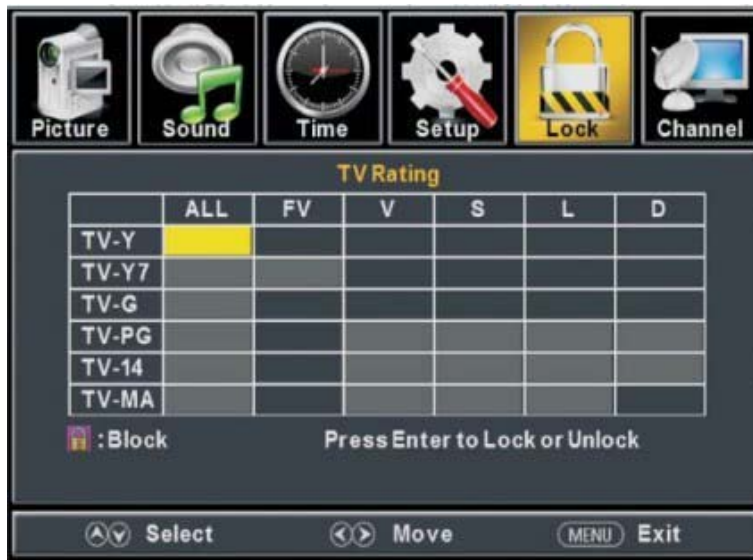 Picture Sound Time Setup Lock Channel
TV Rating
ALL FV V S L D
TV-Y
TV-Y7
TV-G
TV-PG
TV-14
TV-MA
:Block Press Enter to Lock or Unlock
Select Move MENU Exit